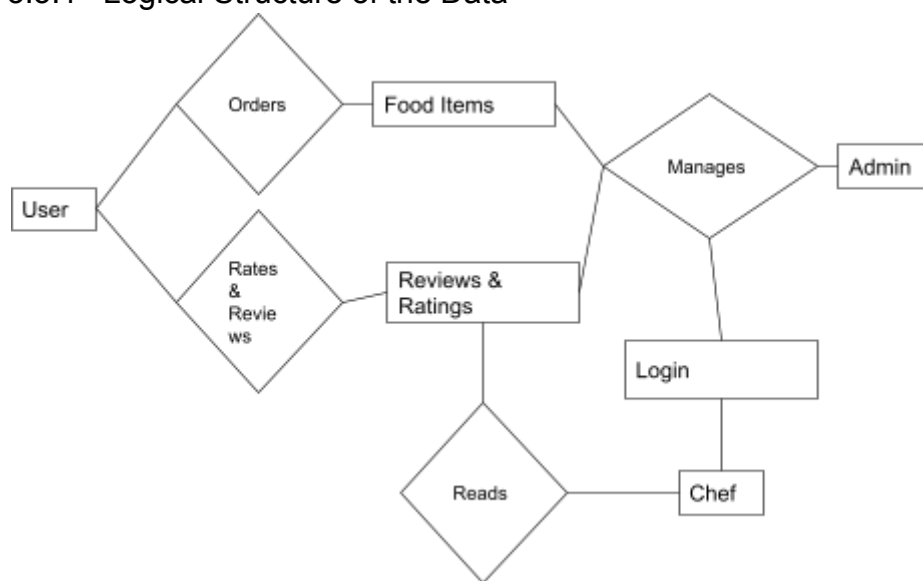 Logical Structure of the Data
Orders
Food Items
Manages
Admin
User
Rates
&
Revie
ws
Reviews &
Ratings
Login
Reads
Chef